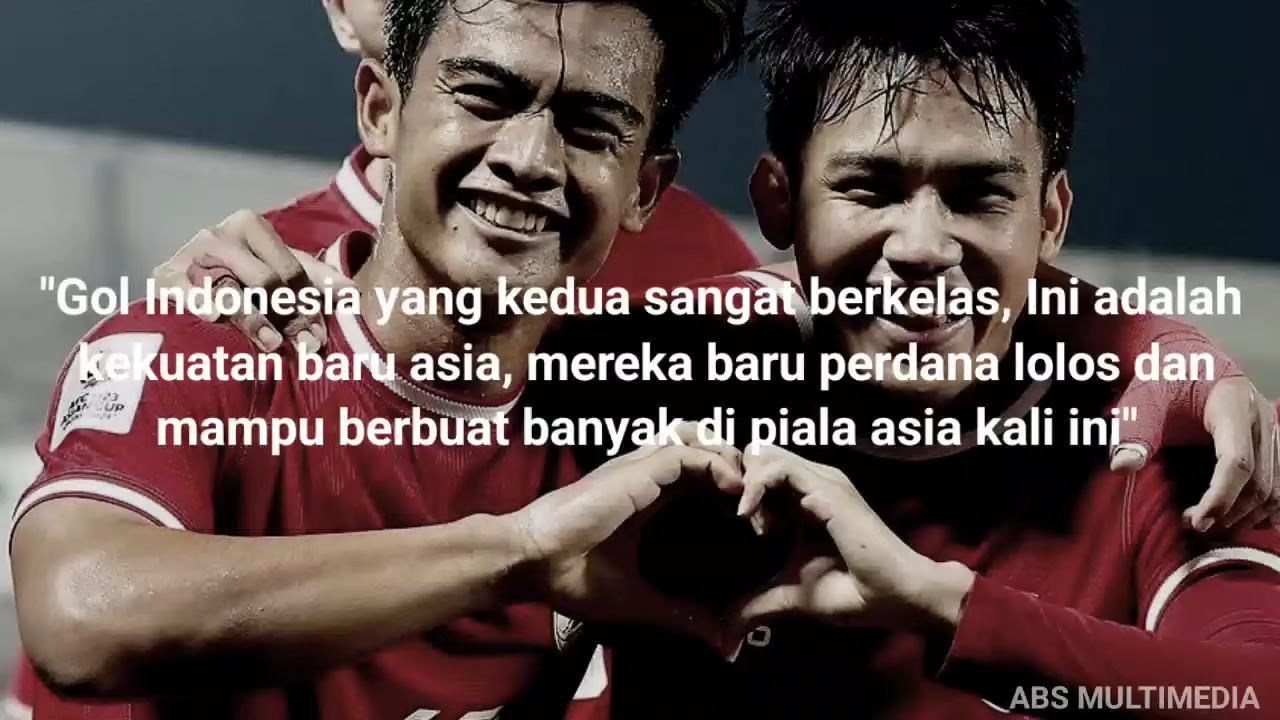 "Gol Indonesia yang kedua sangat berkelas, Ini adalah
kekuatan baru asia, mereka baru perdana lolos dan
mampu berbuat banyak di piala asia kali ini"
ABS MULTIMEDIA